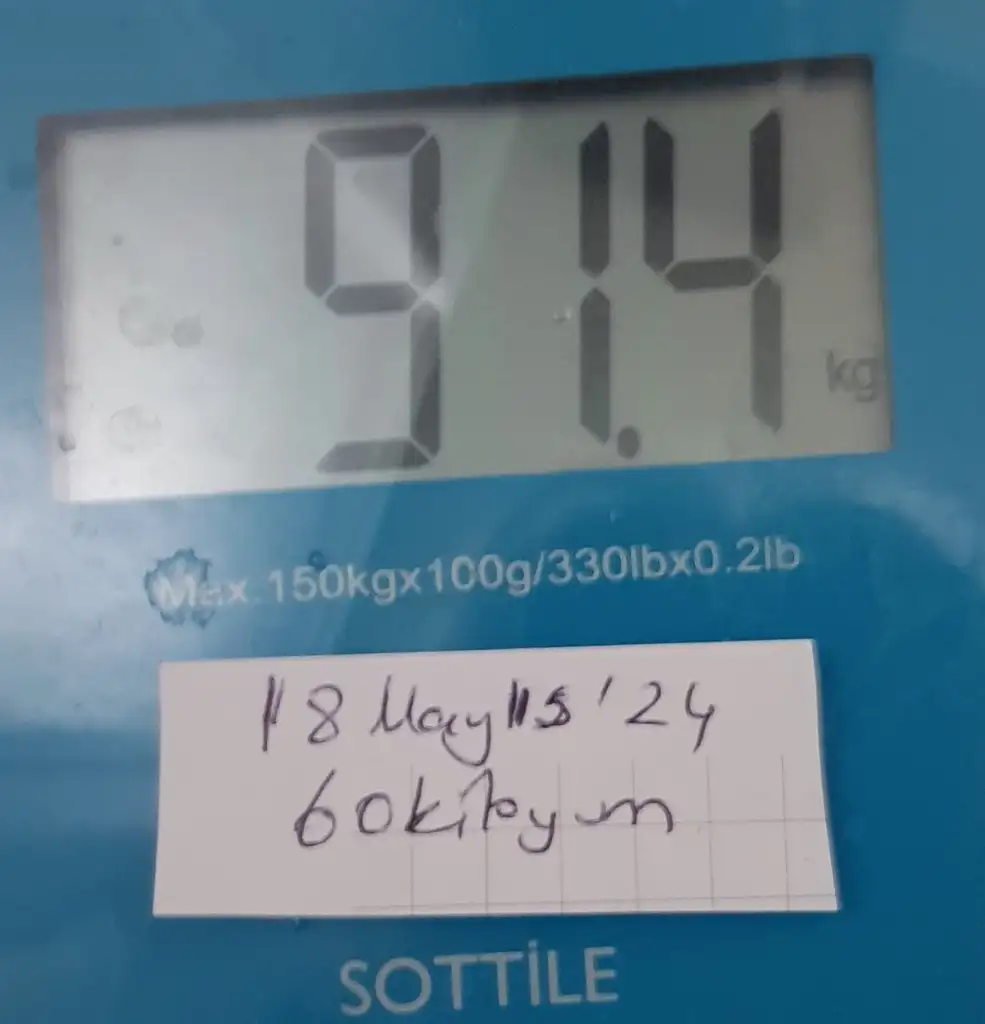 91.4 kg
Max.150kgx100g/330lbx0.2lb
18 Mayıs '24
60kiloyum
SOTTİLE